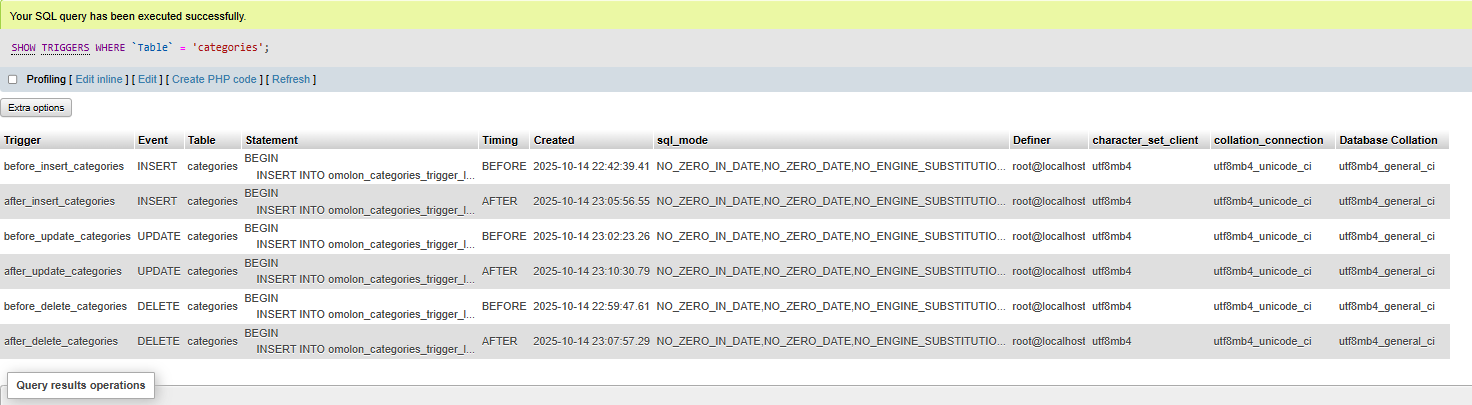 Your SQL query has been executed successfully.
SHOW TRIGGERS WHERE `Table` = 'categories';
Profiling [ Edit inline ] [ Edit ] [ Create PHP code ] [ Refresh ]
Extra options
Trigger Event Table Statement Timing Created sql_mode Definer character_set_client collation_connection Database Collation
before_insert_categories INSERT categories BEGIN
INSERT INTO omolon_categories_trigger_l... BEFORE 2025-10-14 22:42:39.41 NO_ZERO_IN_DATE,NO_ZERO_DATE,NO_ENGINE_SUBSTITUTIO... root@localhost utf8mb4 utf8mb4_unicode_ci utf8mb4_general_ci
after_insert_categories INSERT categories BEGIN
INSERT INTO omolon_categories_trigger_l... AFTER 2025-10-14 23:05:56.55 NO_ZERO_IN_DATE,NO_ZERO_DATE,NO_ENGINE_SUBSTITUTIO... root@localhost utf8mb4 utf8mb4_unicode_ci utf8mb4_general_ci
before_update_categories UPDATE categories BEGIN
INSERT INTO omolon_categories_trigger_l... BEFORE 2025-10-14 23:02:23.26 NO_ZERO_IN_DATE,NO_ZERO_DATE,NO_ENGINE_SUBSTITUTIO... root@localhost utf8mb4 utf8mb4_unicode_ci utf8mb4_general_ci
after_update_categories UPDATE categories BEGIN
INSERT INTO omolon_categories_trigger_l... AFTER 2025-10-14 23:10:30.79 NO_ZERO_IN_DATE,NO_ZERO_DATE,NO_ENGINE_SUBSTITUTIO... root@localhost utf8mb4 utf8mb4_unicode_ci utf8mb4_general_ci
before_delete_categories DELETE categories BEGIN
INSERT INTO omolon_categories_trigger_l... BEFORE 2025-10-14 22:59:47.61 NO_ZERO_IN_DATE,NO_ZERO_DATE,NO_ENGINE_SUBSTITUTIO... root@localhost utf8mb4 utf8mb4_unicode_ci utf8mb4_general_ci
after_delete_categories DELETE categories BEGIN
INSERT INTO omolon_categories_trigger_l... AFTER 2025-10-14 23:07:57.29 NO_ZERO_IN_DATE,NO_ZERO_DATE,NO_ENGINE_SUBSTITUTIO... root@localhost utf8mb4 utf8mb4_unicode_ci utf8mb4_general_ci
Query results operations